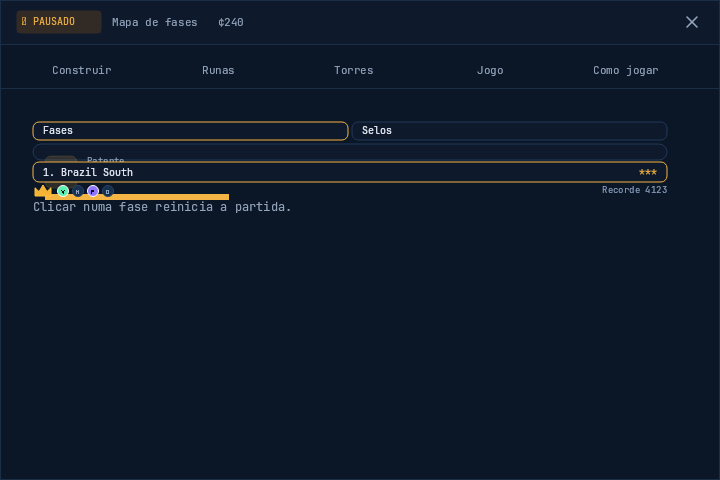 PAUSADO Mapa de fases ₵240
Construir Runas Torres Jogo Como jogar
Fases Selos
Patente
1. Brazil South ★★★
Recorde 4123
Clicar numa fase reinicia a partida.